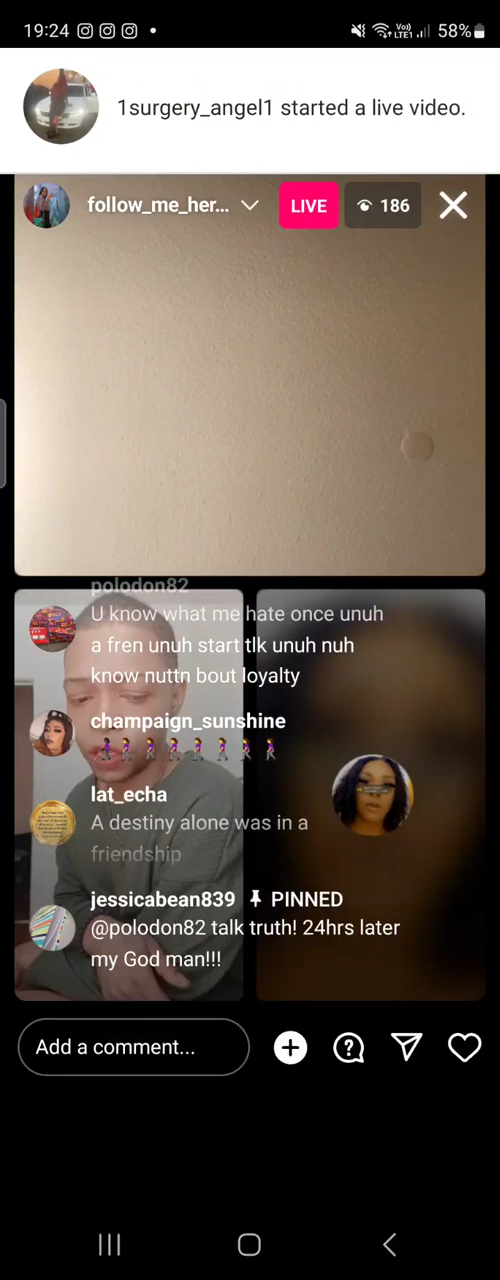 19:24
Vo)) LTE1 58%
1surgery_angel1 started a live video.
follow_me_her... LIVE 186
polodon82
U know what me hate once unuh
a fren unuh start tlk unuh nuh
know nuttn bout loyalty
champaign_sunshine
lat_echa
A destiny alone was in a
friendship
jessicabean839 PINNED
@polodon82 talk truth! 24hrs later
my God man!!!
Add a comment...